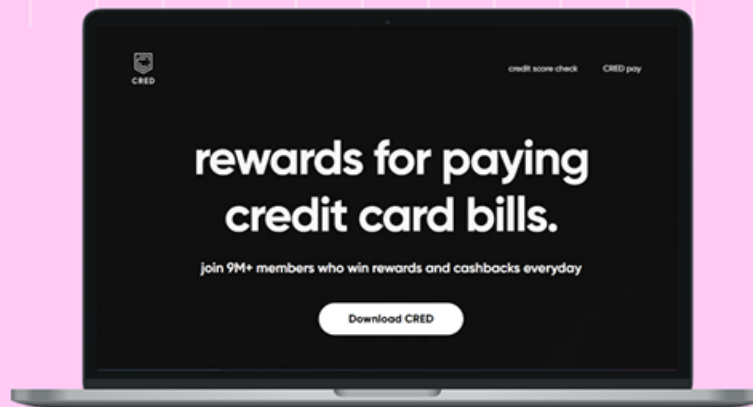 CRED
credit score check
CRED pay
rewards for paying
credit card bills.
join 9M+ members who win rewards and cashbacks everyday
Download CRED